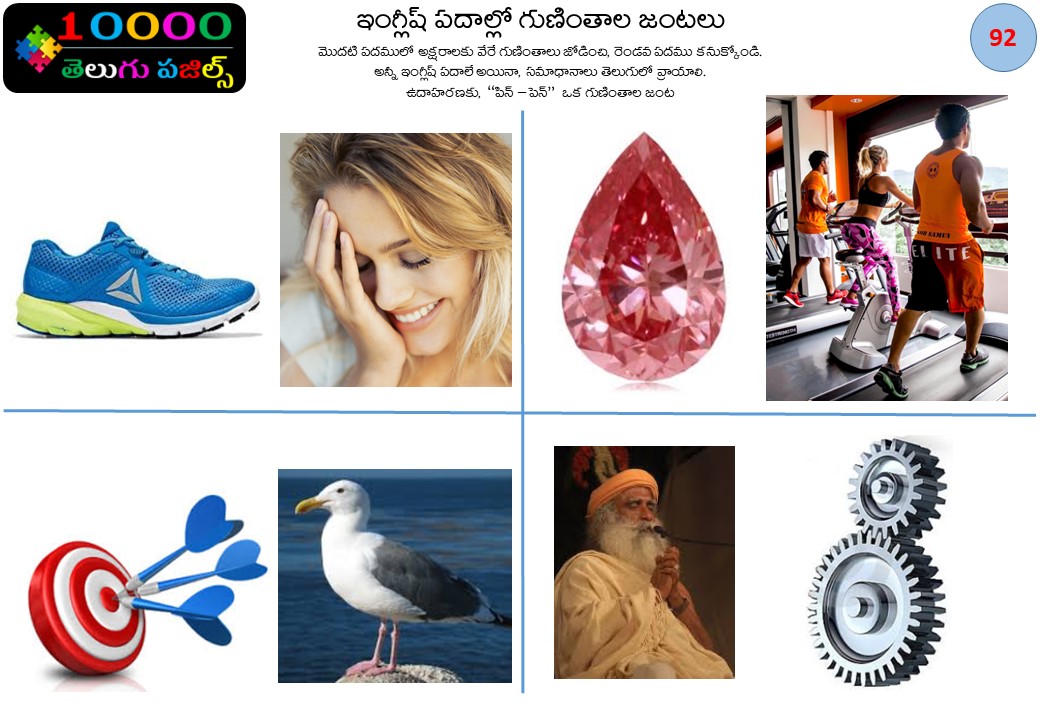 10000
తెలుగు పజిల్స్
ఇంగ్లీష్ పదాల్లో గుణింతాల జంటలు
మొదటి పదములో అక్షరాలకు వేరే గుణింతాలు జోడించి, రెండవ పదము కనుక్కోండి.
అన్నీ ఇంగ్లీష్ పదాలే అయినా, సమాధానాలు తెలుగులో వ్రాయాలి.
ఉదాహరణకు, “పిన్ – పెన్” ఒక గుణింతాల జంట
92
ELITE